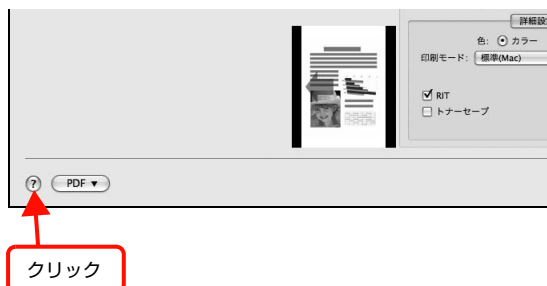 詳細設
色: カラー
印刷モード: 標準(Mac)
RIT
トナーセーブ
? PDF ▼
クリック